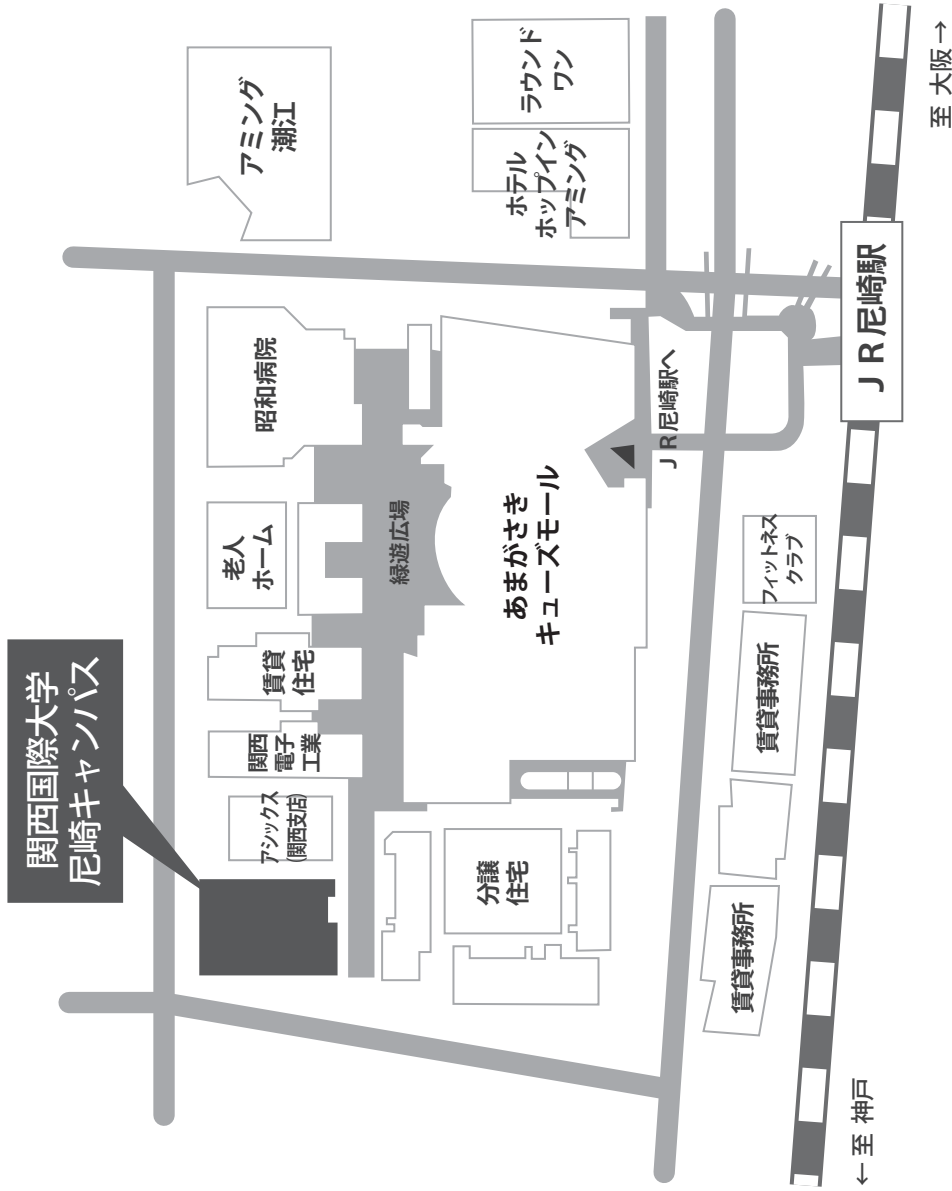 関西国際大学
尼崎キャンパス
アシックス
(関西支店)
関西
電子
工業
賃貸
住宅
老人
ホーム
昭和病院
アミング
潮江
緑遊広場
分譲
住宅
あまがさき
キューズモール
ホテル
ホップイン
アミング
ラウンド
ワン
JR尼崎駅へ
賃貸事務所
賃貸事務所
フィットネス
クラブ
JR尼崎駅
← 至 神戸
至 大阪 →